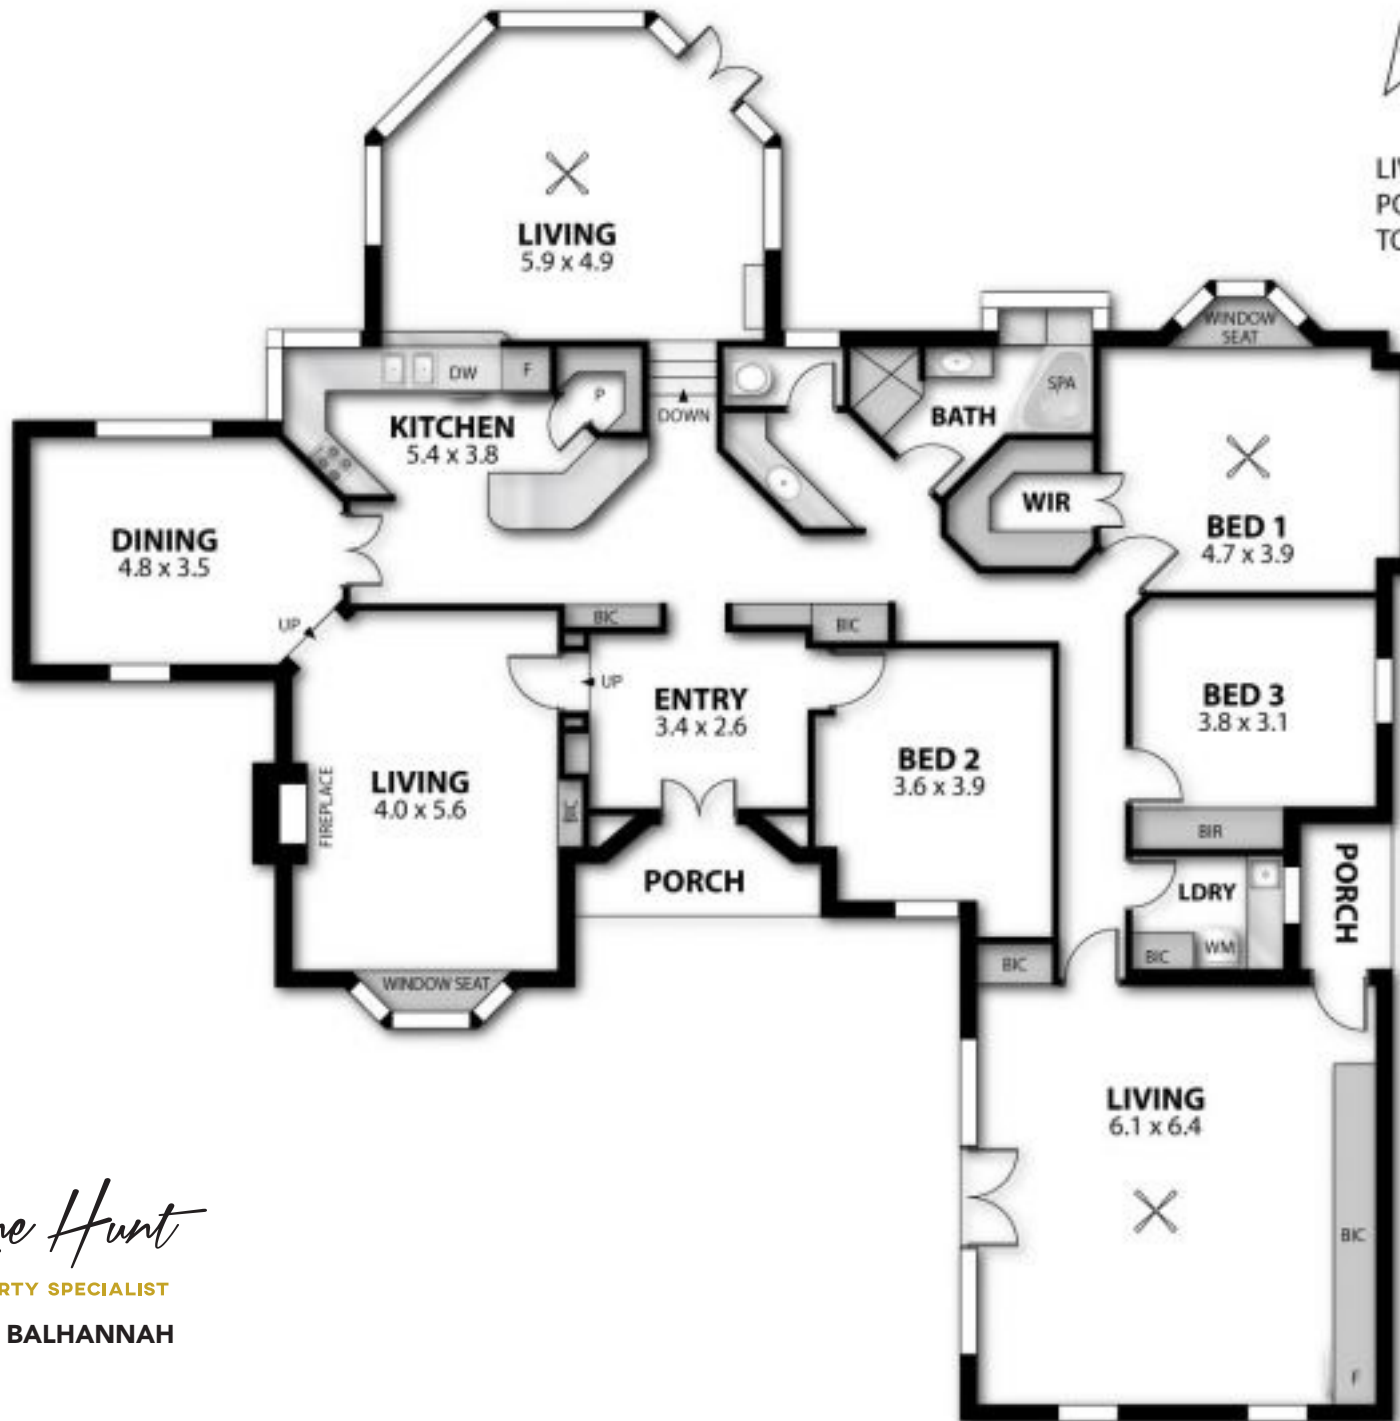 LIVING
5.9 x 4.9
WINDOW
SEAT
DW
F
P
DOWN
SPA
KITCHEN
5.4 x 3.8
BATH
WIR
BED 1
4.7 x 3.9
DINING
4.8 x 3.5
UP
BIC
BIC
UP
ENTRY
3.4 x 2.6
BED 3
3.8 x 3.1
BED 2
3.6 x 3.9
LIVING
4.0 x 5.6
FIREPLACE
BIC
BIR
PORCH
PORCH
LDRY
BIC
WM
BIC
WINDOW SEAT
LIVING
6.1 x 6.4
BIC
F
Hunt
SPECIALIST
BALHANNAH